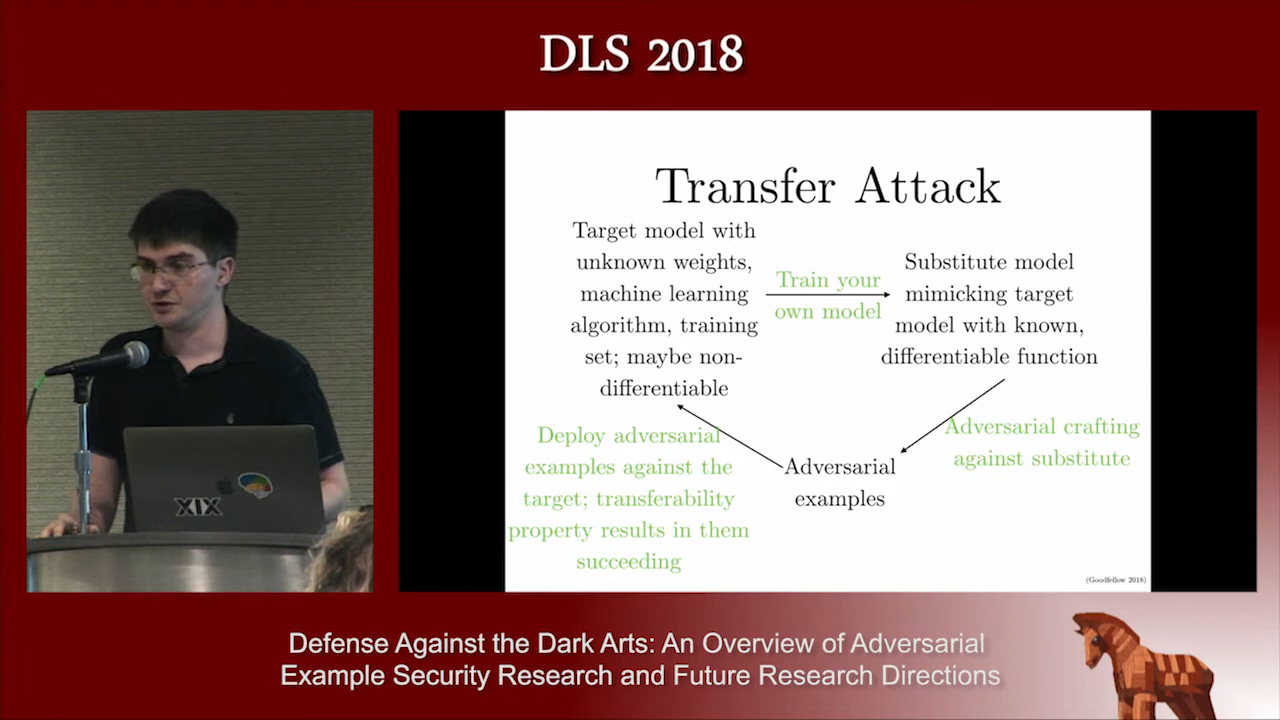 DLS 2018
Transfer Attack
Target model with
unknown weights,
machine learning
algorithm, training
set; maybe non-
differentiable
Train your
own model
Substitute model
mimicking target
model with known,
differentiable function
Adversarial crafting
against substitute
Adversarial
examples
Deploy adversarial
examples against the
target; transferability
property results in them
succeeding
(Goodfellow 2018)
XIX
Defense Against the Dark Arts: An Overview of Adversarial
Example Security Research and Future Research Directions